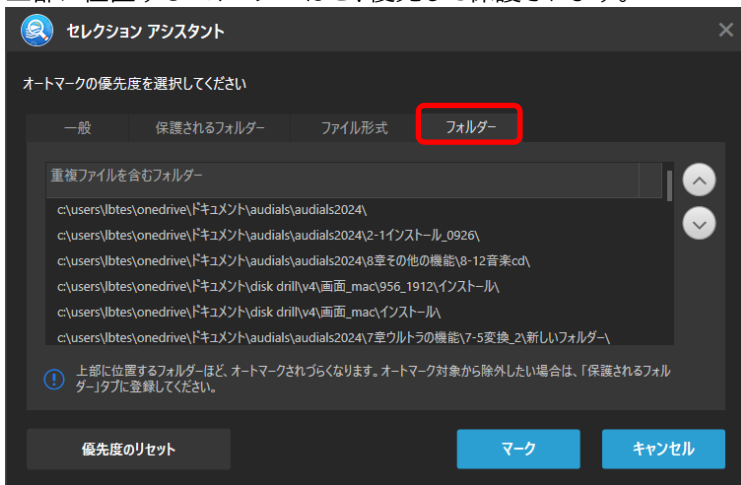 セレクション アシスタント
オートマークの優先度を選択してください
一般 保護されるフォルダー ファイル形式 フォルダー
重複ファイルを含むフォルダー
c:\users\lbtes\onedrive\ドキュメント\audials\audials2024\
c:\users\lbtes\onedrive\ドキュメント\audials\audials2024\2-1インストール_0926\
c:\users\lbtes\onedrive\ドキュメント\audials\audials2024\8章その他の機能\8-12音楽cd\
c:\users\lbtes\onedrive\ドキュメント\disk drill\v4\画面_mac\956_1912\インストール\
c:\users\lbtes\onedrive\ドキュメント\disk drill\v4\画面_mac\インストール\
c:\users\lbtes\onedrive\ドキュメント\audials\audials2024\7章ウルトラの機能\7-5変換_2\新しいフォルダー\
上部に位置するフォルダーほど、オートマークされづらくなります。オートマーク対象から除外したい場合は、「保護されるフォル
ダー」タブに登録してください。
優先度のリセット マーク キャンセル